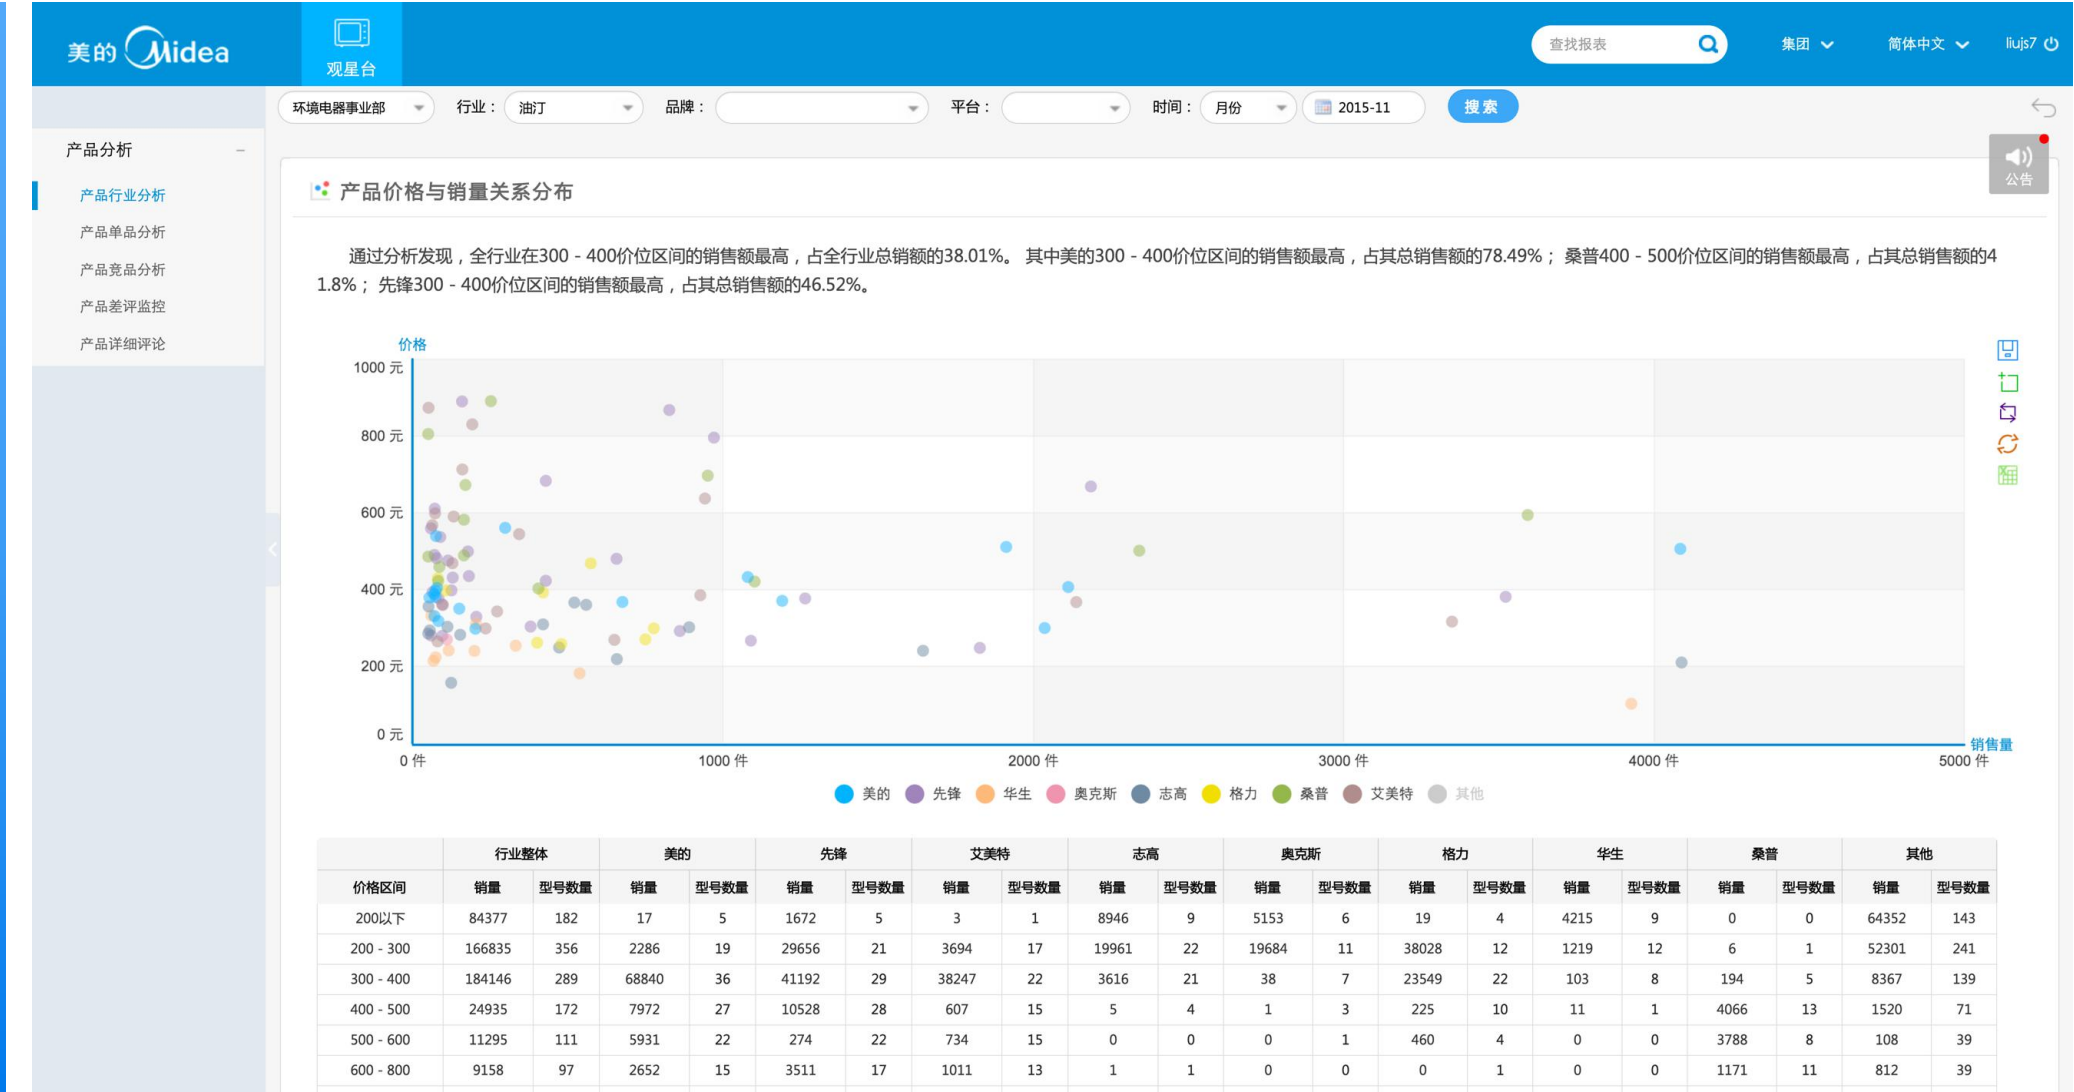 美的 Midea
观星台
查找报表
集团
简体中文
liujs7
环境电器事业部 行业： 油汀 品牌： 平台： 时间： 月份 2015-11 搜索
公告
产品分析
产品行业分析
产品单品分析
产品竞品分析
产品差评监控
产品详细评论
产品价格与销量关系分布
通过分析发现，全行业在300 - 400价位区间的销售额最高，占全行业总销额的38.01%。 其中美的300 - 400价位区间的销售额最高，占其总销售额的78.49%； 桑普400 - 500价位区间的销售额最高，占其总销售额的4
1.8%； 先锋300 - 400价位区间的销售额最高，占其总销售额的46.52%。
价格
1000 元
800 元
600 元
400 元
200 元
0 元
0 件 1000 件 2000 件 3000 件 4000 件 5000 件
销售量
美的 先锋 华生 奥克斯 志高 格力 桑普 艾美特 其他
行业整体 美的 先锋 艾美特 志高 奥克斯 格力 华生 桑普 其他
价格区间 销量 型号数量 销量 型号数量 销量 型号数量 销量 型号数量 销量 型号数量 销量 型号数量 销量 型号数量 销量 型号数量 销量 型号数量 销量 型号数量
200以下 84377 182 17 5 1672 5 3 1 8946 9 5153 6 19 4 4215 9 0 0 64352 143
200 - 300 166835 356 2286 19 29656 21 3694 17 19961 22 19684 11 38028 12 1219 12 6 1 52301 241
300 - 400 184146 289 68840 36 41192 29 38247 22 3616 21 38 7 23549 22 103 8 194 5 8367 139
400 - 500 24935 172 7972 27 10528 28 607 15 5 4 1 3 225 10 11 1 4066 13 1520 71
500 - 600 11295 111 5931 22 274 22 734 15 0 0 0 1 460 4 0 0 3788 8 108 39
600 - 800 9158 97 2652 15 3511 17 1011 13 1 1 0 0 0 1 0 0 1171 11 812 39